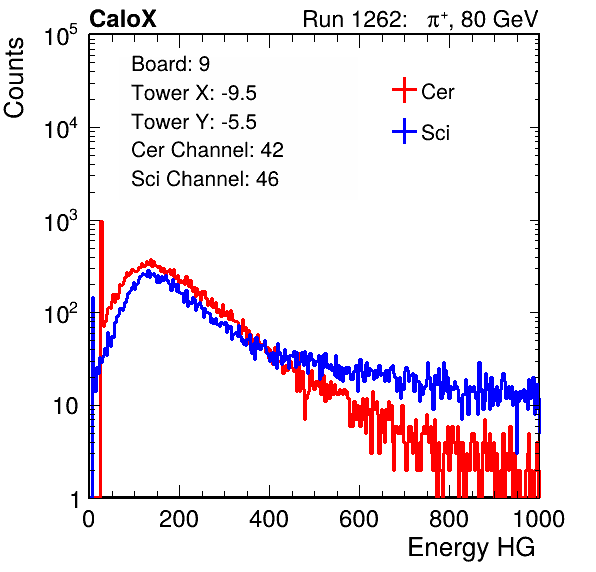 CaloX Run 1262: π⁺, 80 GeV
Counts
10⁵
10⁴
10³
10²
10
1
Board: 9
Tower X: -9.5
Tower Y: -5.5
Cer Channel: 42
Sci Channel: 46
Cer
Sci
0 200 400 600 800 1000
Energy HG